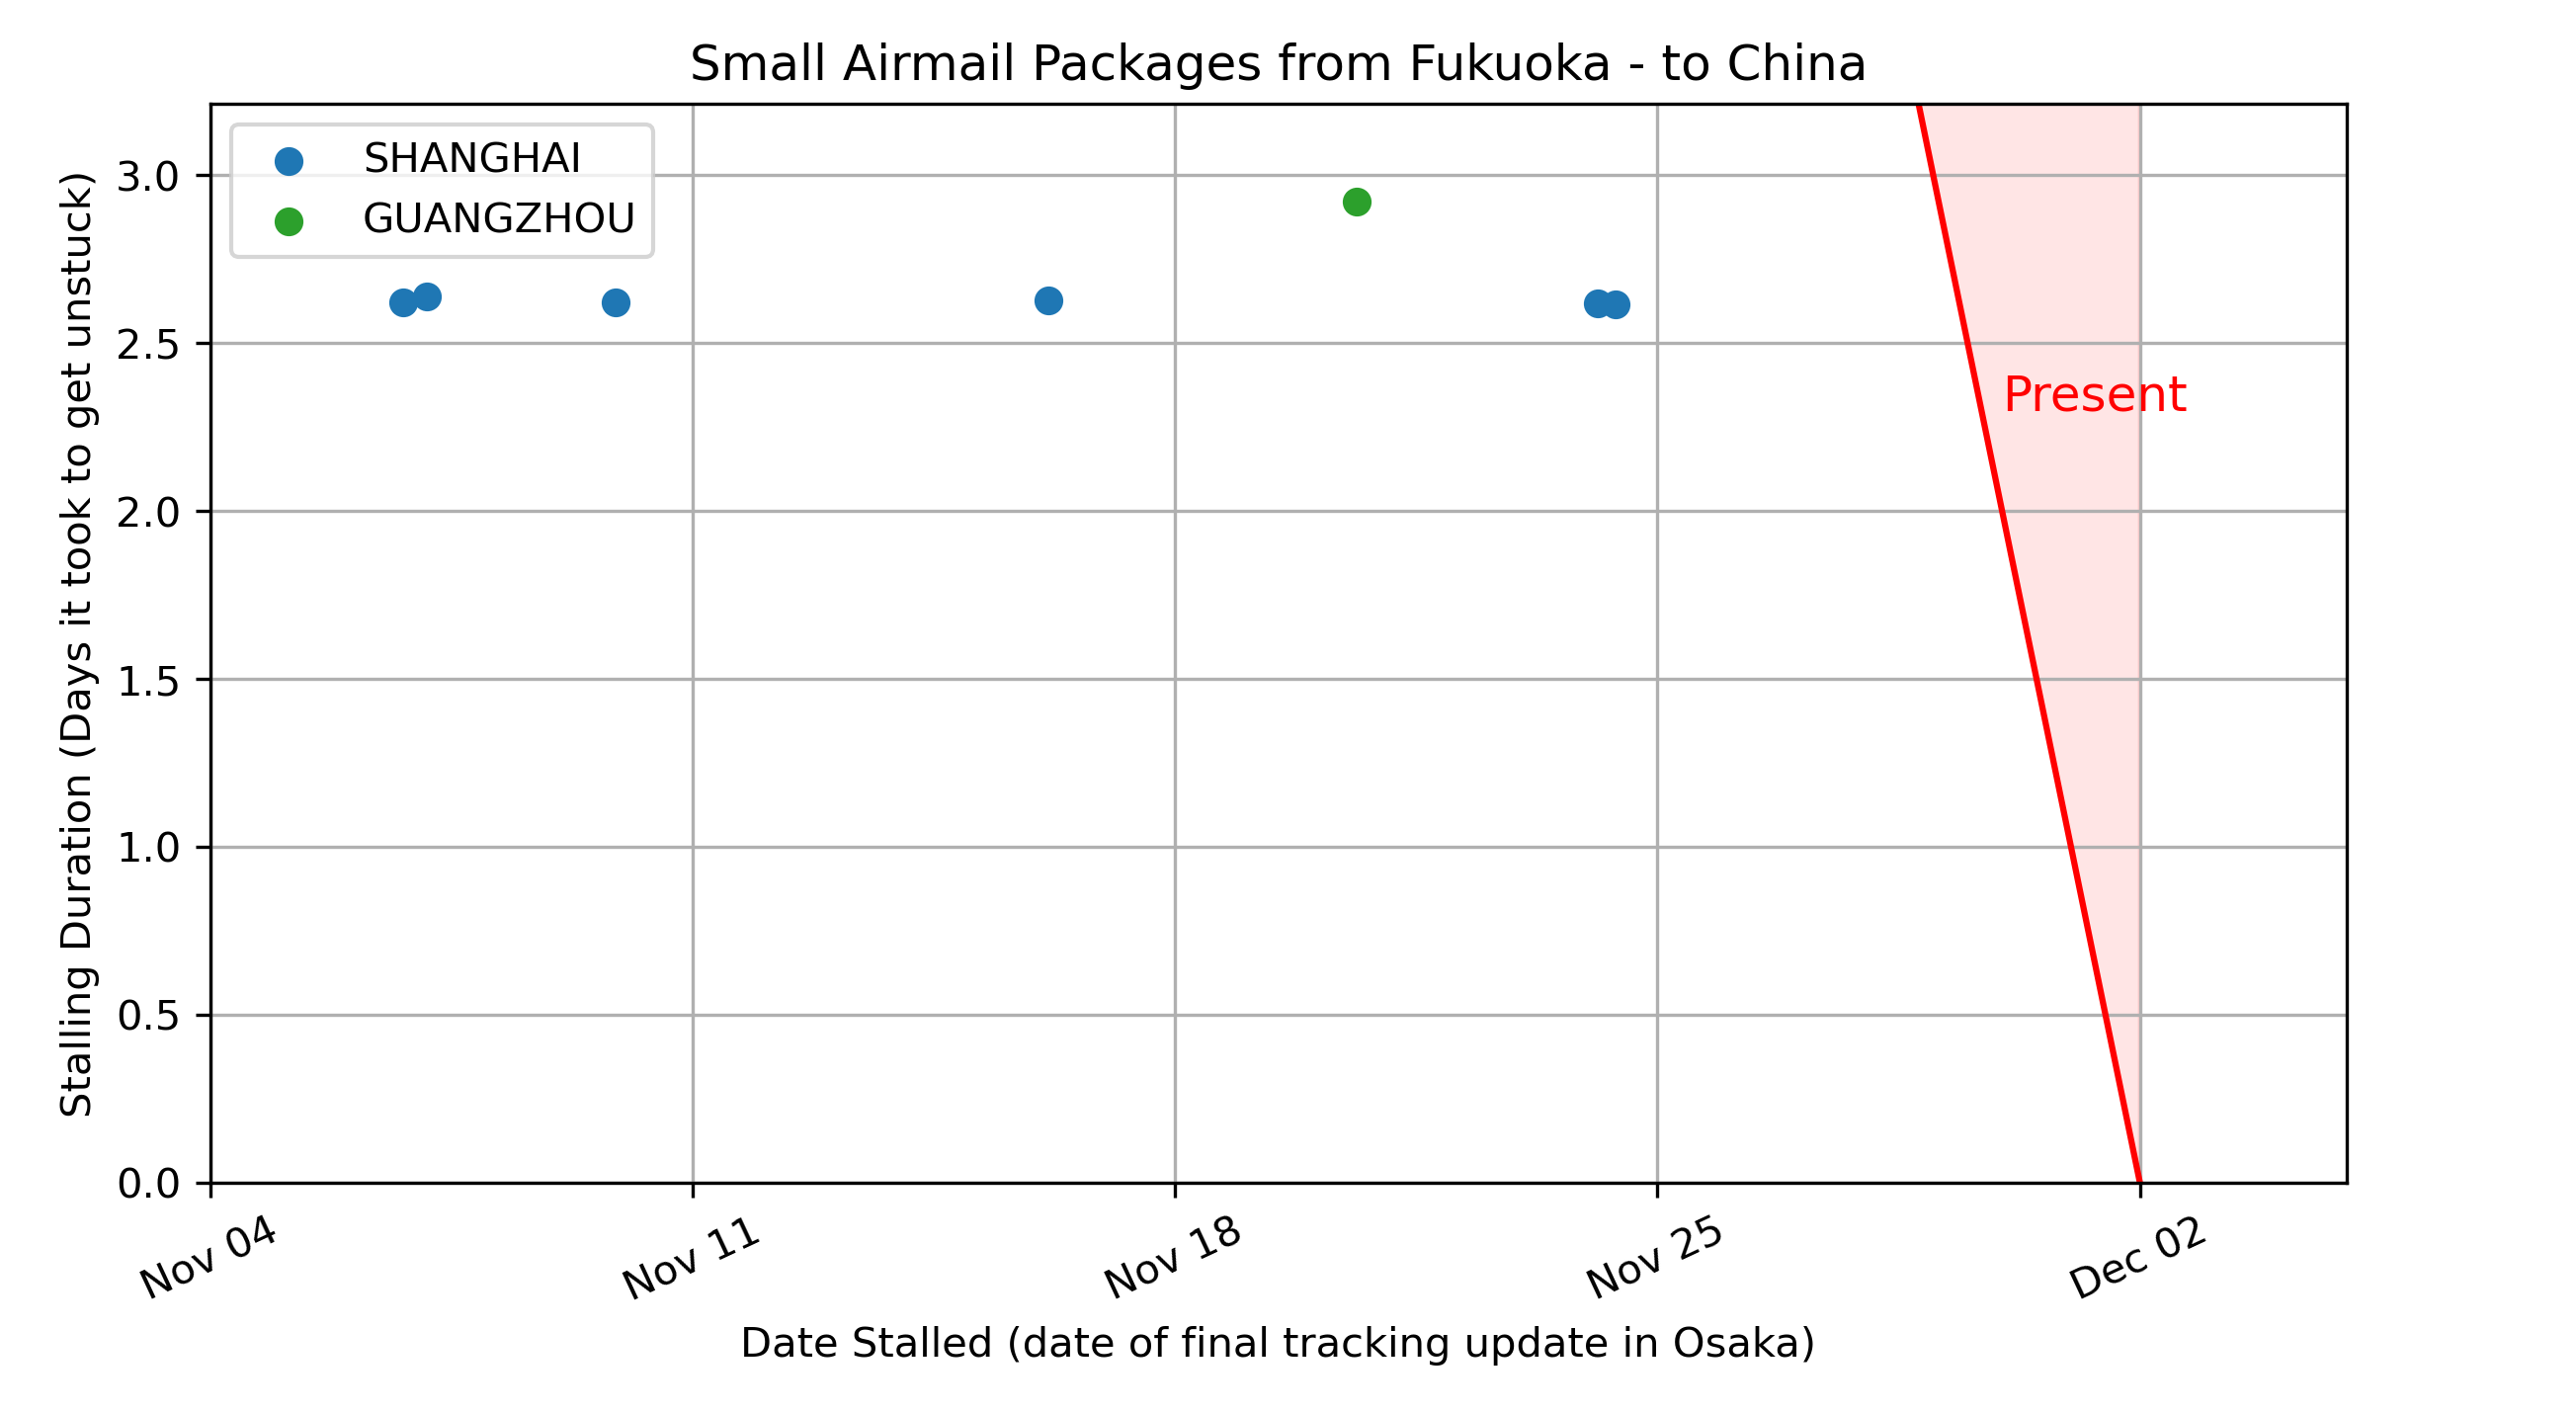 Small Airmail Packages from Fukuoka - to China
SHANGHAI
GUANGZHOU
Present
Stalling Duration (Days it took to get unstuck)
3.0
2.5
2.0
1.5
1.0
0.5
0.0
Nov 04
Nov 11
Nov 18
Nov 25
Dec 02
Date Stalled (date of final tracking update in Osaka)